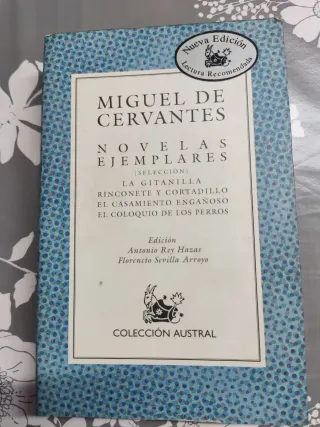 Nueva Edición
Lectura Recomendada
MIGUEL DE
CERVANTES
NOVELAS
EJEMPLARES
(SELECCIÓN)
LA GITANILLA
RINCONETE Y CORTADILLO
EL CASAMIENTO ENGAÑOSO
EL COLOQUIO DE LOS PERROS
Edición
Antonio Rey Hazas
Florencio Sevilla Arroyo
COLECCIÓN AUSTRAL